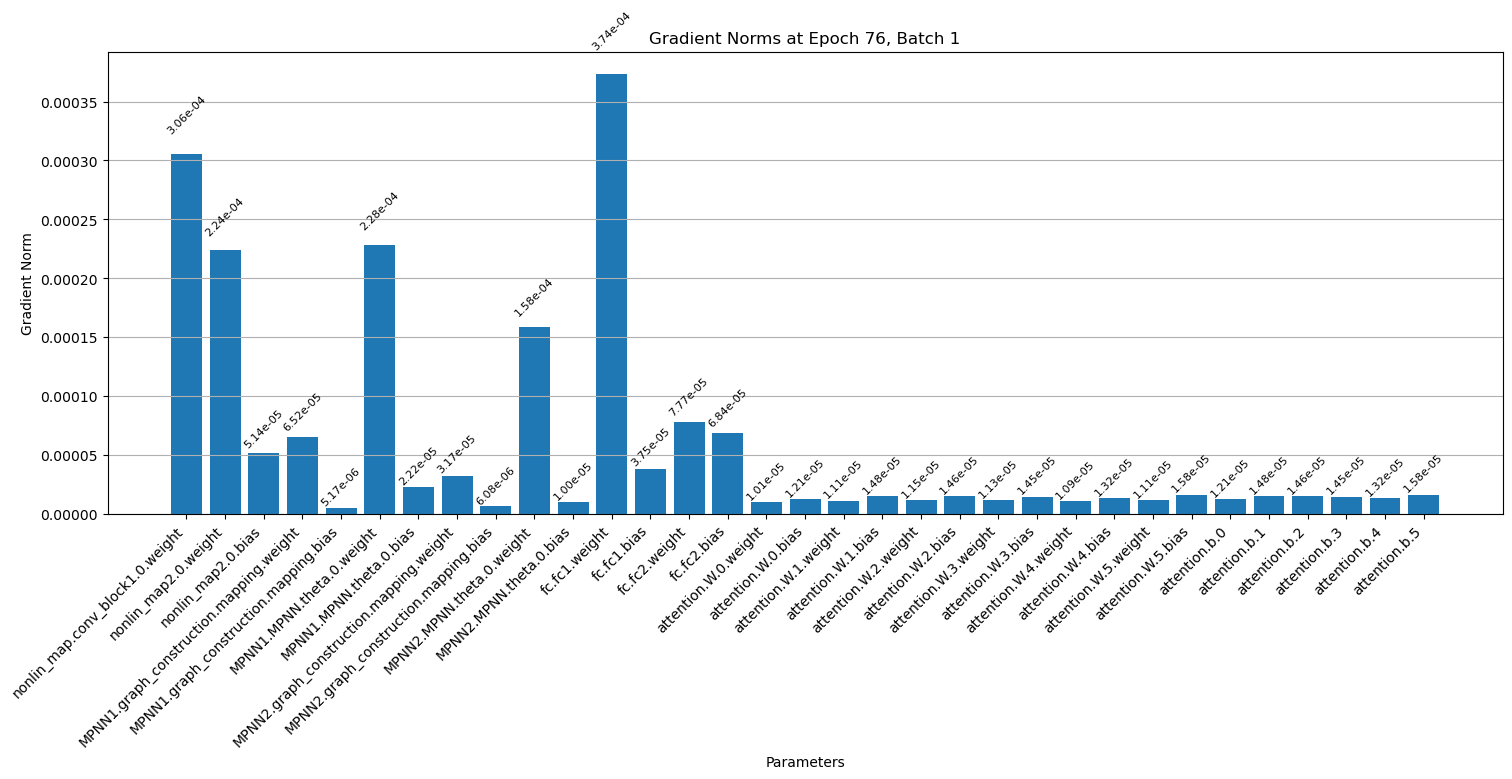 Gradient Norms at Epoch 76, Batch 1
Gradient Norm
0.00035
0.00030
0.00025
0.00020
0.00015
0.00010
0.00005
0.00000
3.06e-04
2.24e-04
5.14e-05
6.52e-05
5.17e-06
2.28e-04
2.22e-05
3.17e-05
6.08e-06
1.58e-04
1.00e-05
3.74e-04
3.75e-05
7.77e-05
6.84e-05
1.01e-05
1.21e-05
1.11e-05
1.48e-05
1.15e-05
1.46e-05
1.13e-05
1.45e-05
1.09e-05
1.32e-05
1.11e-05
1.58e-05
1.21e-05
1.48e-05
1.46e-05
1.45e-05
1.32e-05
1.58e-05
nonlin_map.conv_block1.0.weight
nonlin_map2.0.weight
nonlin_map2.0.bias
MPNN1.graph_construction.mapping.weight
MPNN1.graph_construction.mapping.bias
MPNN1.MPNN.theta.0.weight
MPNN1.MPNN.theta.0.bias
MPNN2.graph_construction.mapping.weight
MPNN2.graph_construction.mapping.bias
MPNN2.MPNN.theta.0.weight
MPNN2.MPNN.theta.0.bias
fc.fc1.weight
fc.fc1.bias
fc.fc2.weight
fc.fc2.bias
attention.W.0.weight
attention.W.0.bias
attention.W.1.weight
attention.W.1.bias
attention.W.2.weight
attention.W.2.bias
attention.W.3.weight
attention.W.3.bias
attention.W.4.weight
attention.W.4.bias
attention.W.5.weight
attention.W.5.bias
attention.b.0
attention.b.1
attention.b.2
attention.b.3
attention.b.4
attention.b.5
Parameters